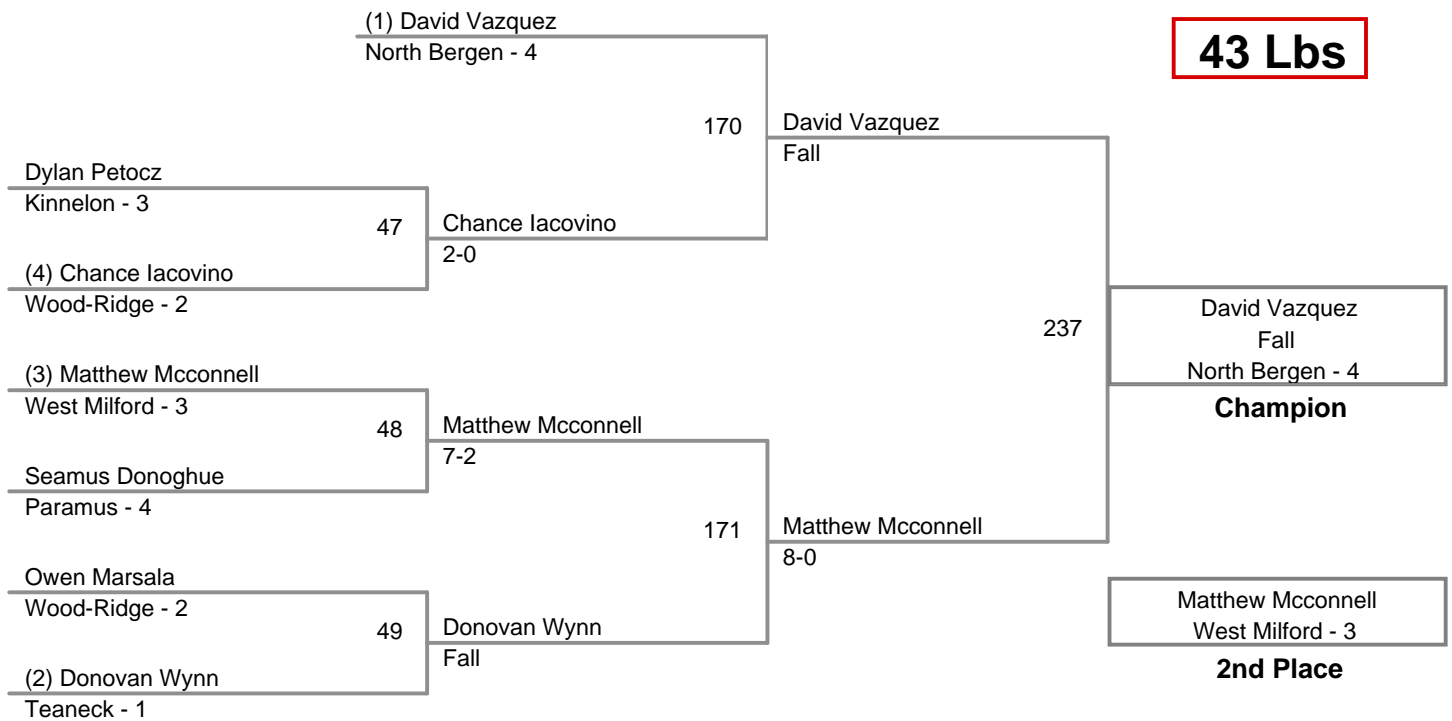 (1) David Vazquez
North Bergen - 4
43 Lbs
170
David Vazquez
Fall
Dylan Petocz
Kinnelon - 3
47
Chance Iacovino
2-0
(4) Chance Iacovino
Wood-Ridge - 2
237
David Vazquez
Fall
North Bergen - 4
Champion
(3) Matthew Mcconnell
West Milford - 3
48
Matthew Mcconnell
7-2
Seamus Donoghue
Paramus - 4
171
Matthew Mcconnell
8-0
Owen Marsala
Wood-Ridge - 2
49
Donovan Wynn
Fall
(2) Donovan Wynn
Teaneck - 1
Matthew Mcconnell
West Milford - 3
2nd Place